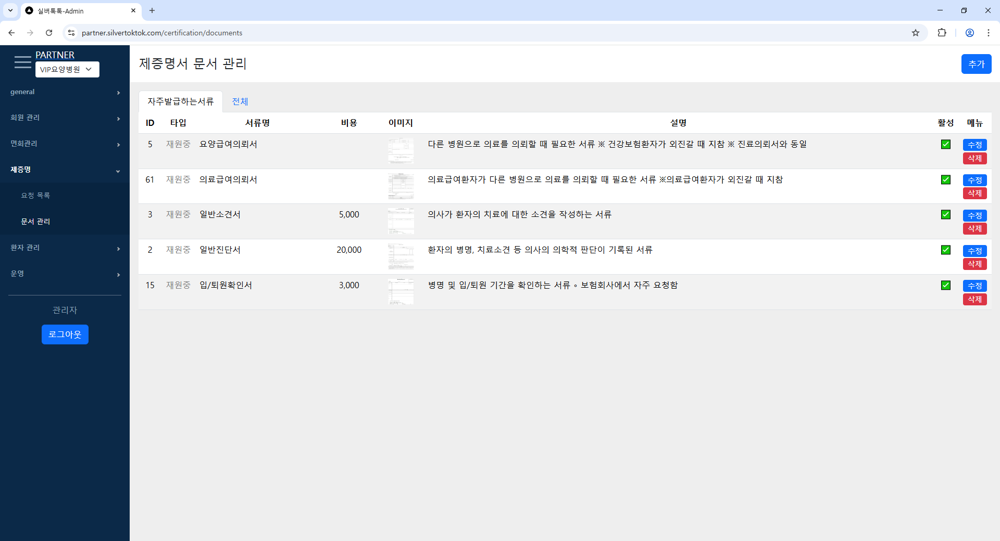 실버톡톡-Admin
partner.silvertoktok.com/certification/documents
PARTNER
VIP요양병원
general
회원 관리
면회관리
제증명
요청 목록
문서 관리
환자 관리
운영
관리자
로그아웃
제증명서 문서 관리
추가
자주발급하는서류 전체
ID 타입 서류명 비용 이미지 설명 활성 메뉴
5 재원중 요양급여의뢰서 다른 병원으로 의료를 의뢰할 때 필요한 서류 ※ 건강보험환자가 외진갈 때 지참 ※ 진료의뢰서와 동일 수정
삭제
61 재원중 의료급여의뢰서 의료급여환자가 다른 병원으로 의료를 의뢰할 때 필요한 서류 ※의료급여환자가 외진갈 때 지참 수정
삭제
3 재원중 일반소견서 5,000 의사가 환자의 치료에 대한 소견을 작성하는 서류 수정
삭제
2 재원중 일반진단서 20,000 환자의 병명, 치료소견 등 의사의 의학적 판단이 기록된 서류 수정
삭제
15 재원중 입/퇴원확인서 3,000 병명 및 입/퇴원 기간을 확인하는 서류 ∘ 보험회사에서 자주 요청함 수정
삭제